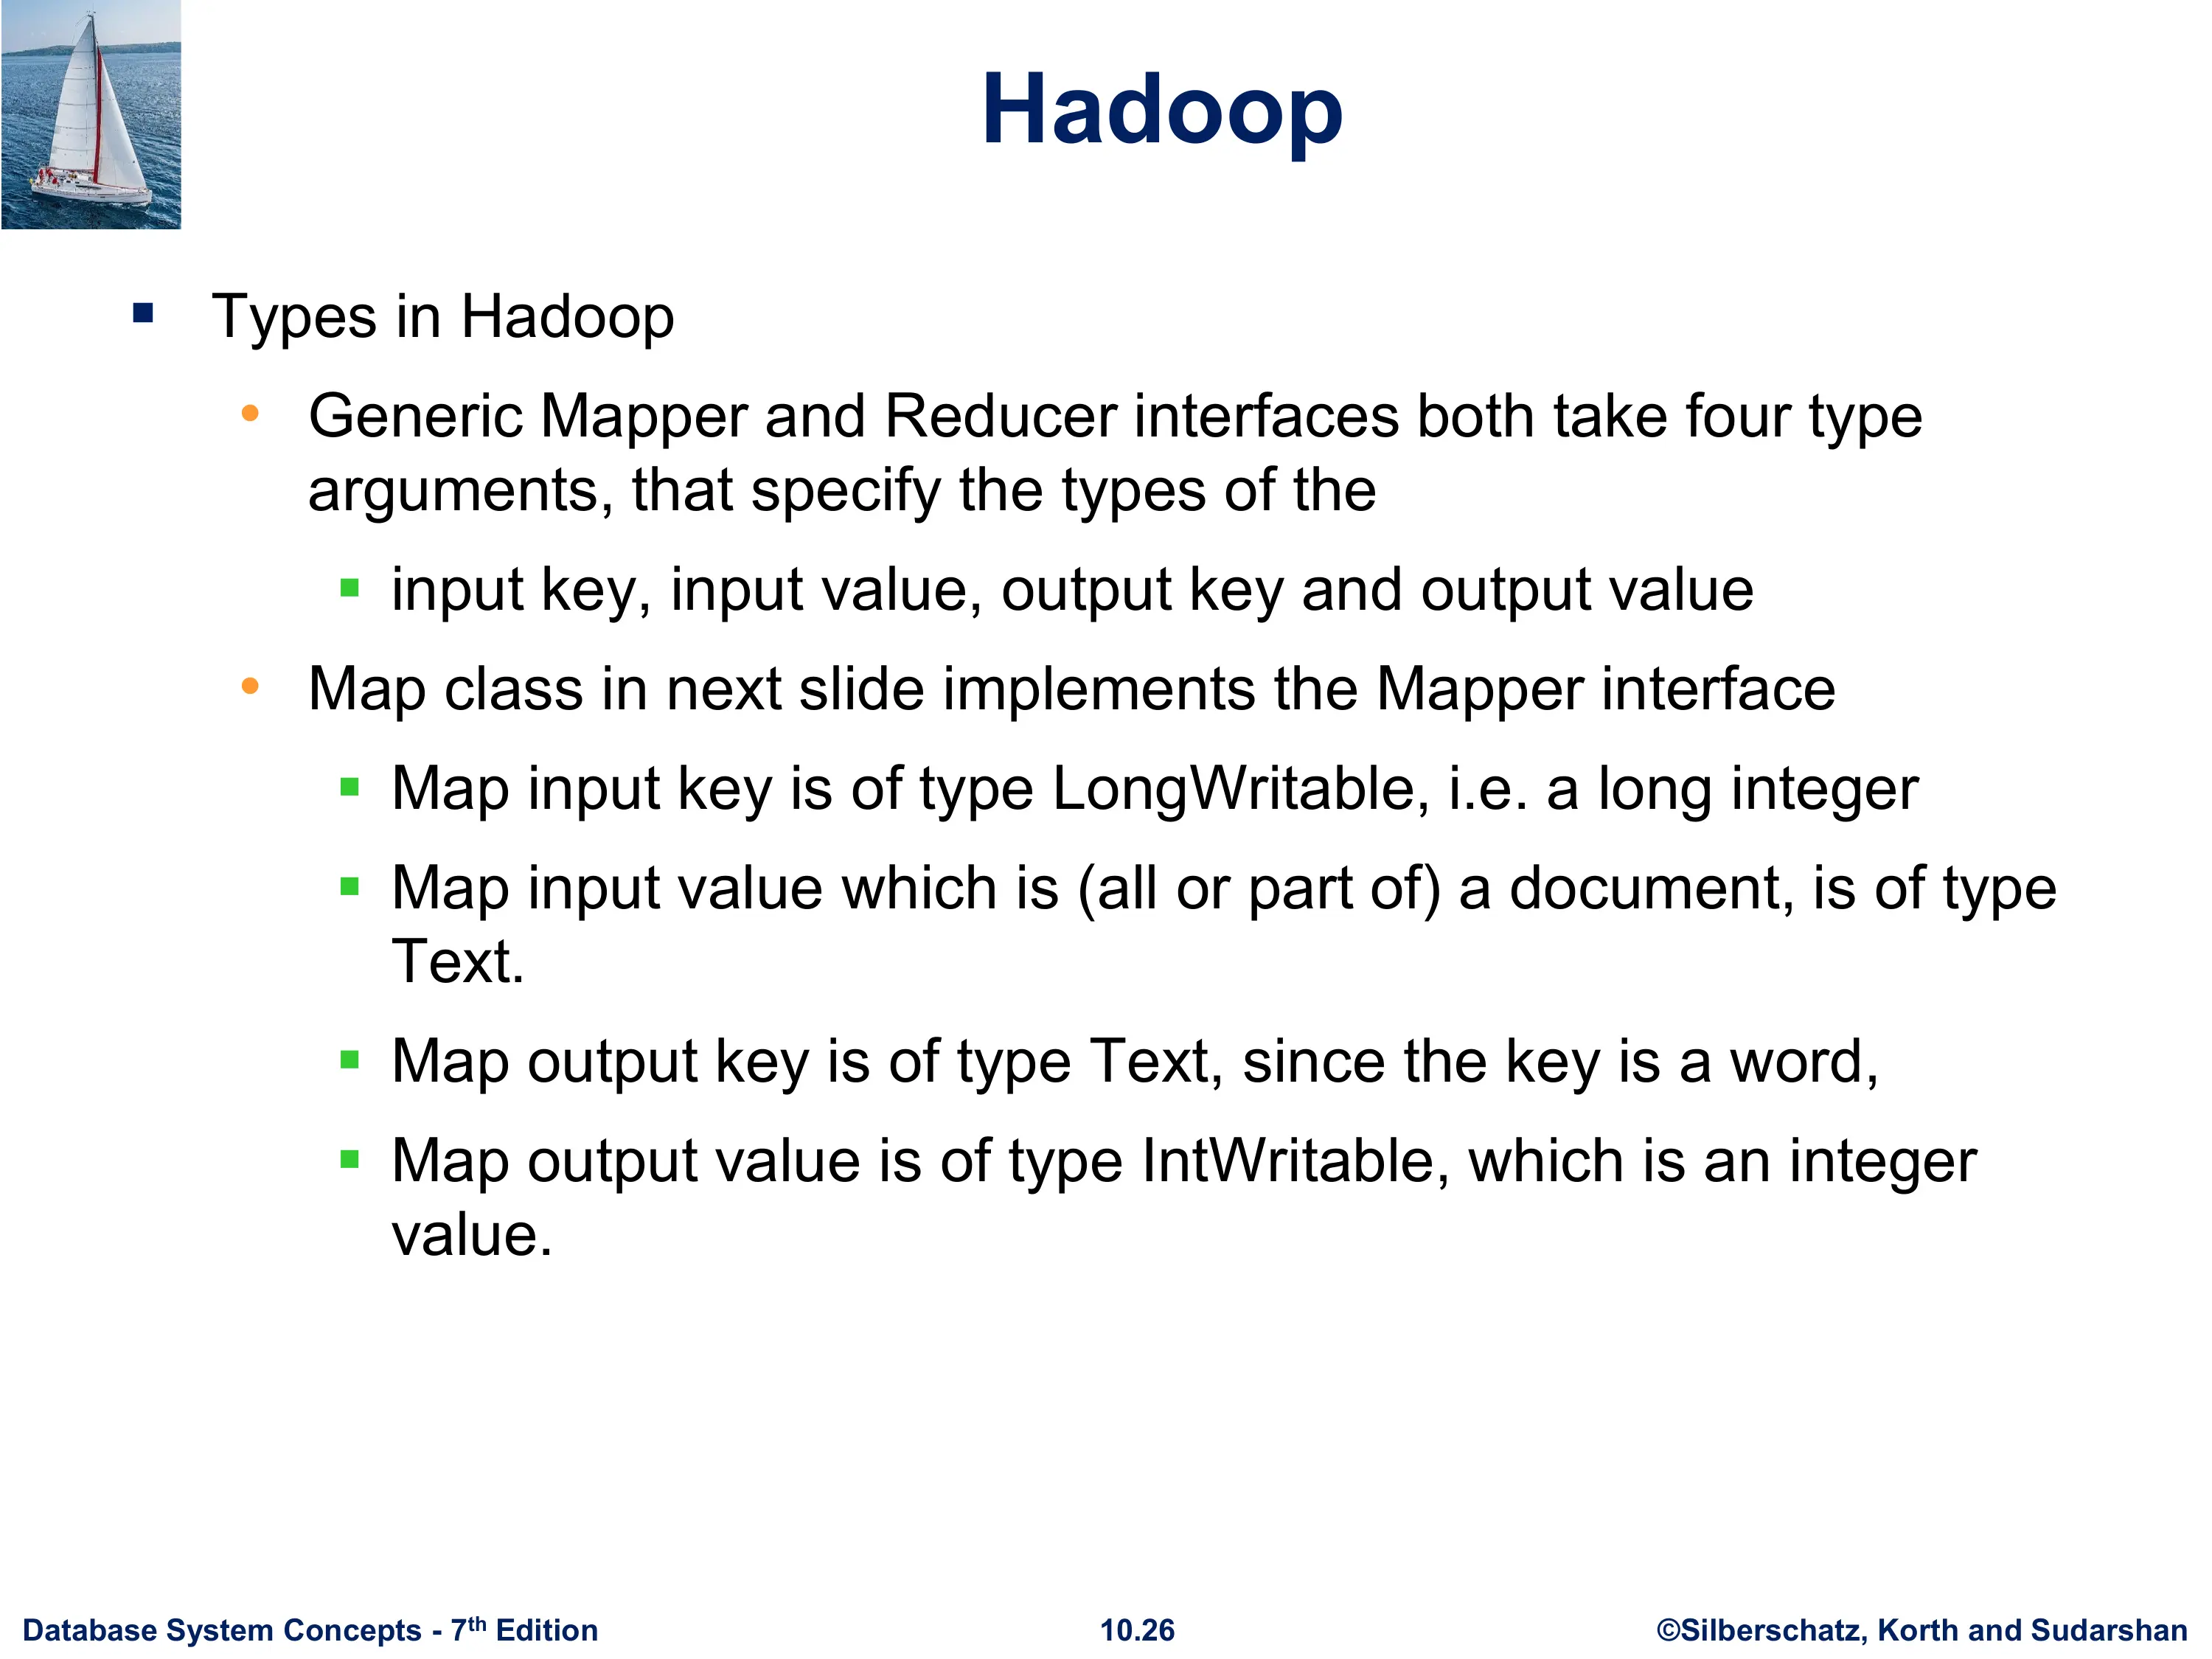 Hadoop
▪ Types in Hadoop
• Generic Mapper and Reducer interfaces both take four type
arguments, that specify the types of the
▪ input key, input value, output key and output value
• Map class in next slide implements the Mapper interface
▪ Map input key is of type LongWritable, i.e. a long integer
▪ Map input value which is (all or part of) a document, is of type
Text.
▪ Map output key is of type Text, since the key is a word,
▪ Map output value is of type IntWritable, which is an integer
value.
Database System Concepts - 7th Edition
10.26
©Silberschatz, Korth and Sudarshan